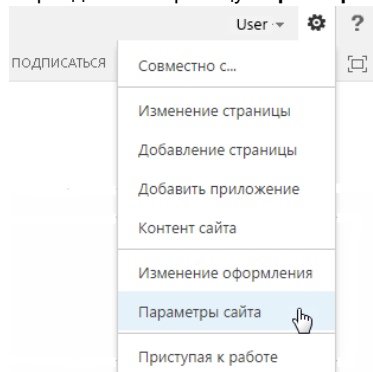 User
?
ПОДПИСАТЬСЯ
Совместно с...
Изменение страницы
Добавление страницы
Добавить приложение
Контент сайта
Изменение оформления
Параметры сайта
Приступая к работе